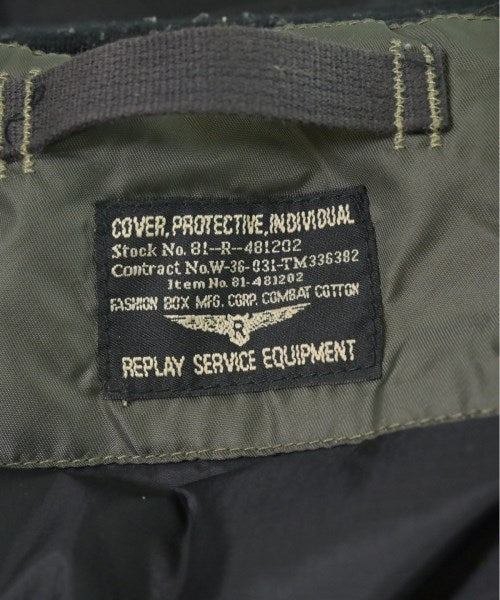 COVER, PROTECTIVE, INDIVIDUAL
Stock No. 81--R--481202
Contract No.W-36-031-TM336382
Item No. 81-481202
FASHION BOX MFG. CORP. COMBAT COTTON
R
REPLAY SERVICE EQUIPMENT